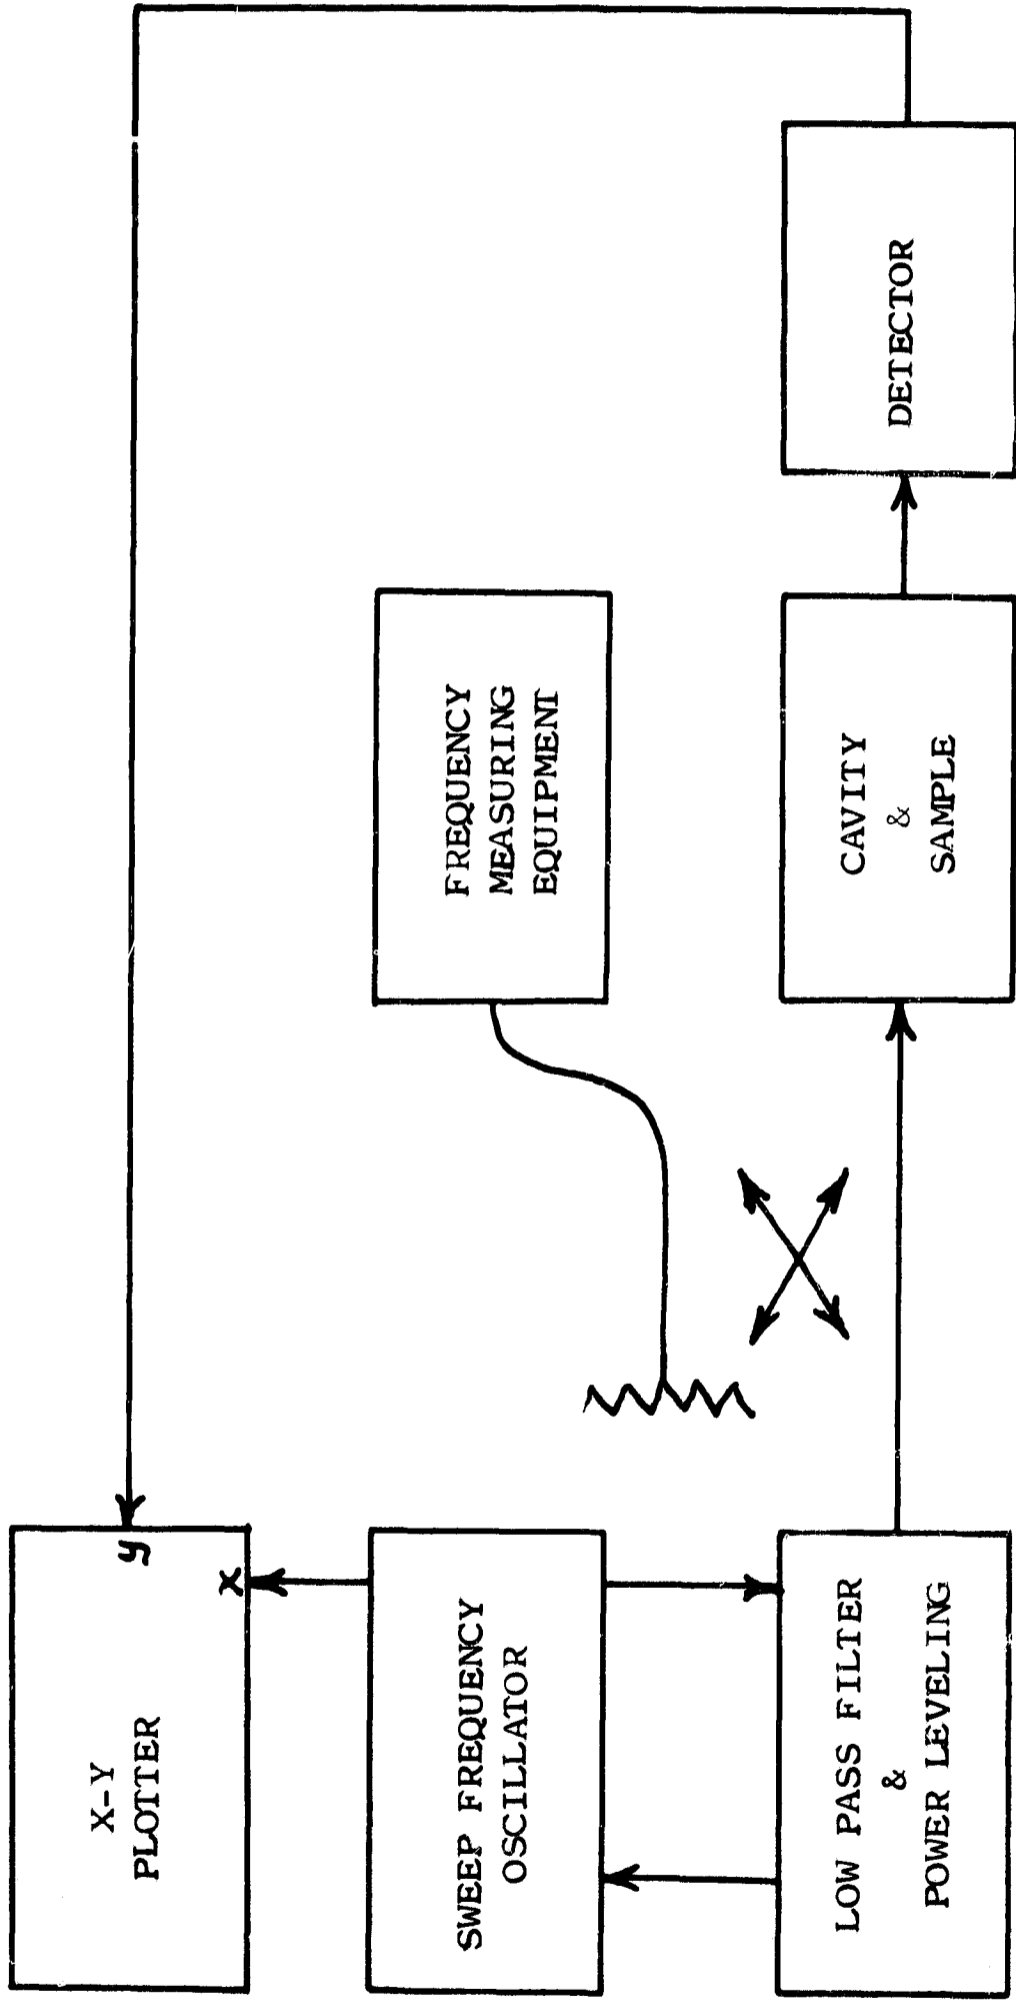 X-Y
PLOTTER
y
x
SWEEP FREQUENCY
OSCILLATOR
LOW PASS FILTER
&
POWER LEVELING
FREQUENCY
MEASURING
EQUIPMENT
CAVITY
&
SAMPLE
DETECTOR